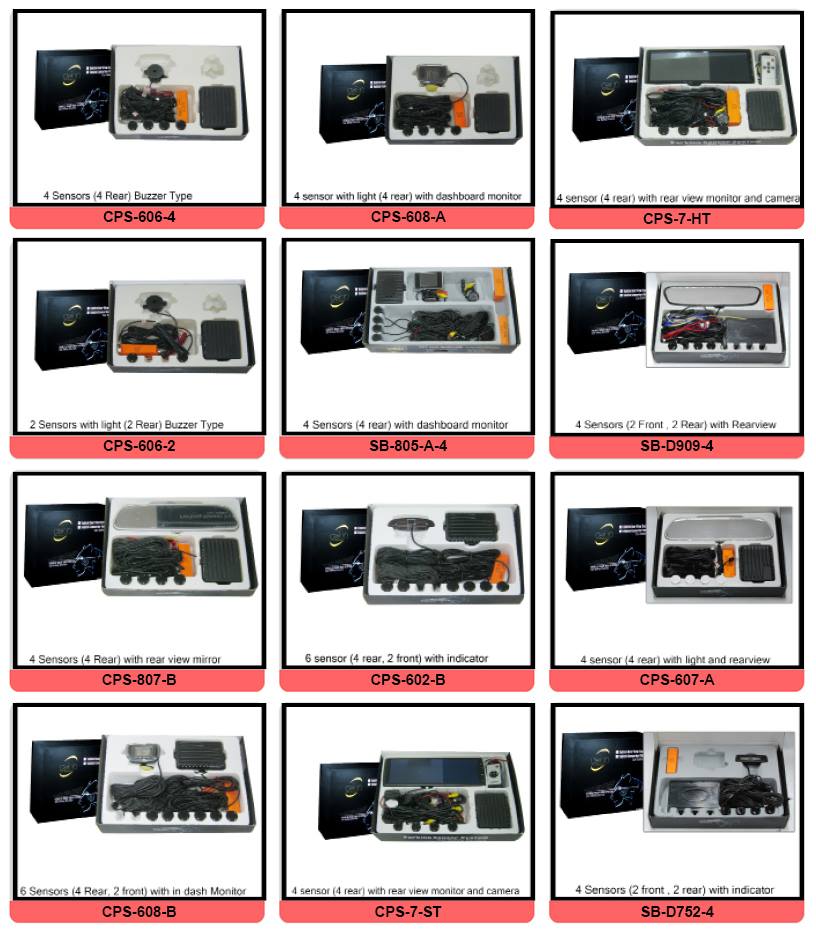 4 Sensors (4 Rear) Buzzer Type
CPS-606-4
4 sensor with light (4 rear) with dashboard monitor
CPS-608-A
4 sensor (4 rear) with rear view monitor and camera
CPS-7-HT
2 Sensors with light (2 Rear) Buzzer Type
CPS-606-2
4 Sensors (4 rear) with dashboard monitor
SB-805-A-4
4 Sensors (2 Front , 2 Rear) with Rearview
SB-D909-4
4 Sensors (4 Rear) with rear view mirror
CPS-807-B
6 sensor (4 rear, 2 front) with indicator
CPS-602-B
4 sensor (4 rear) with light and rearview
CPS-607-A
6 Sensors (4 Rear, 2 front) with in dash Monitor
CPS-608-B
4 sensor (4 rear) with rear view monitor and camera
CPS-7-ST
4 Sensors (2 front , 2 rear) with indicator
SB-D752-4